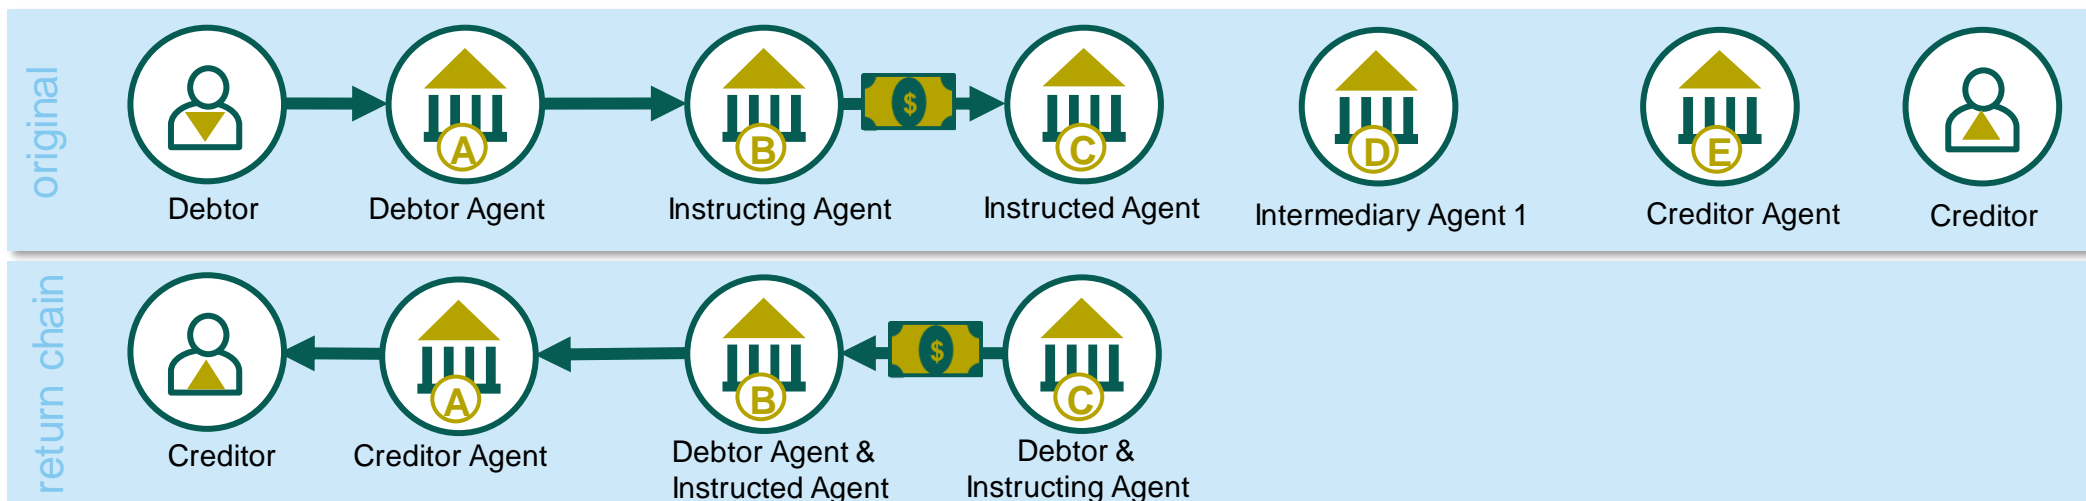 original
A
B
$
C
D
E
Debtor
Debtor Agent
Instructing Agent
Instructed Agent
Intermediary Agent 1
Creditor Agent
Creditor
return chain
A
B
$
C
Creditor
Creditor Agent
Debtor Agent &
Instructed Agent
Debtor &
Instructing Agent